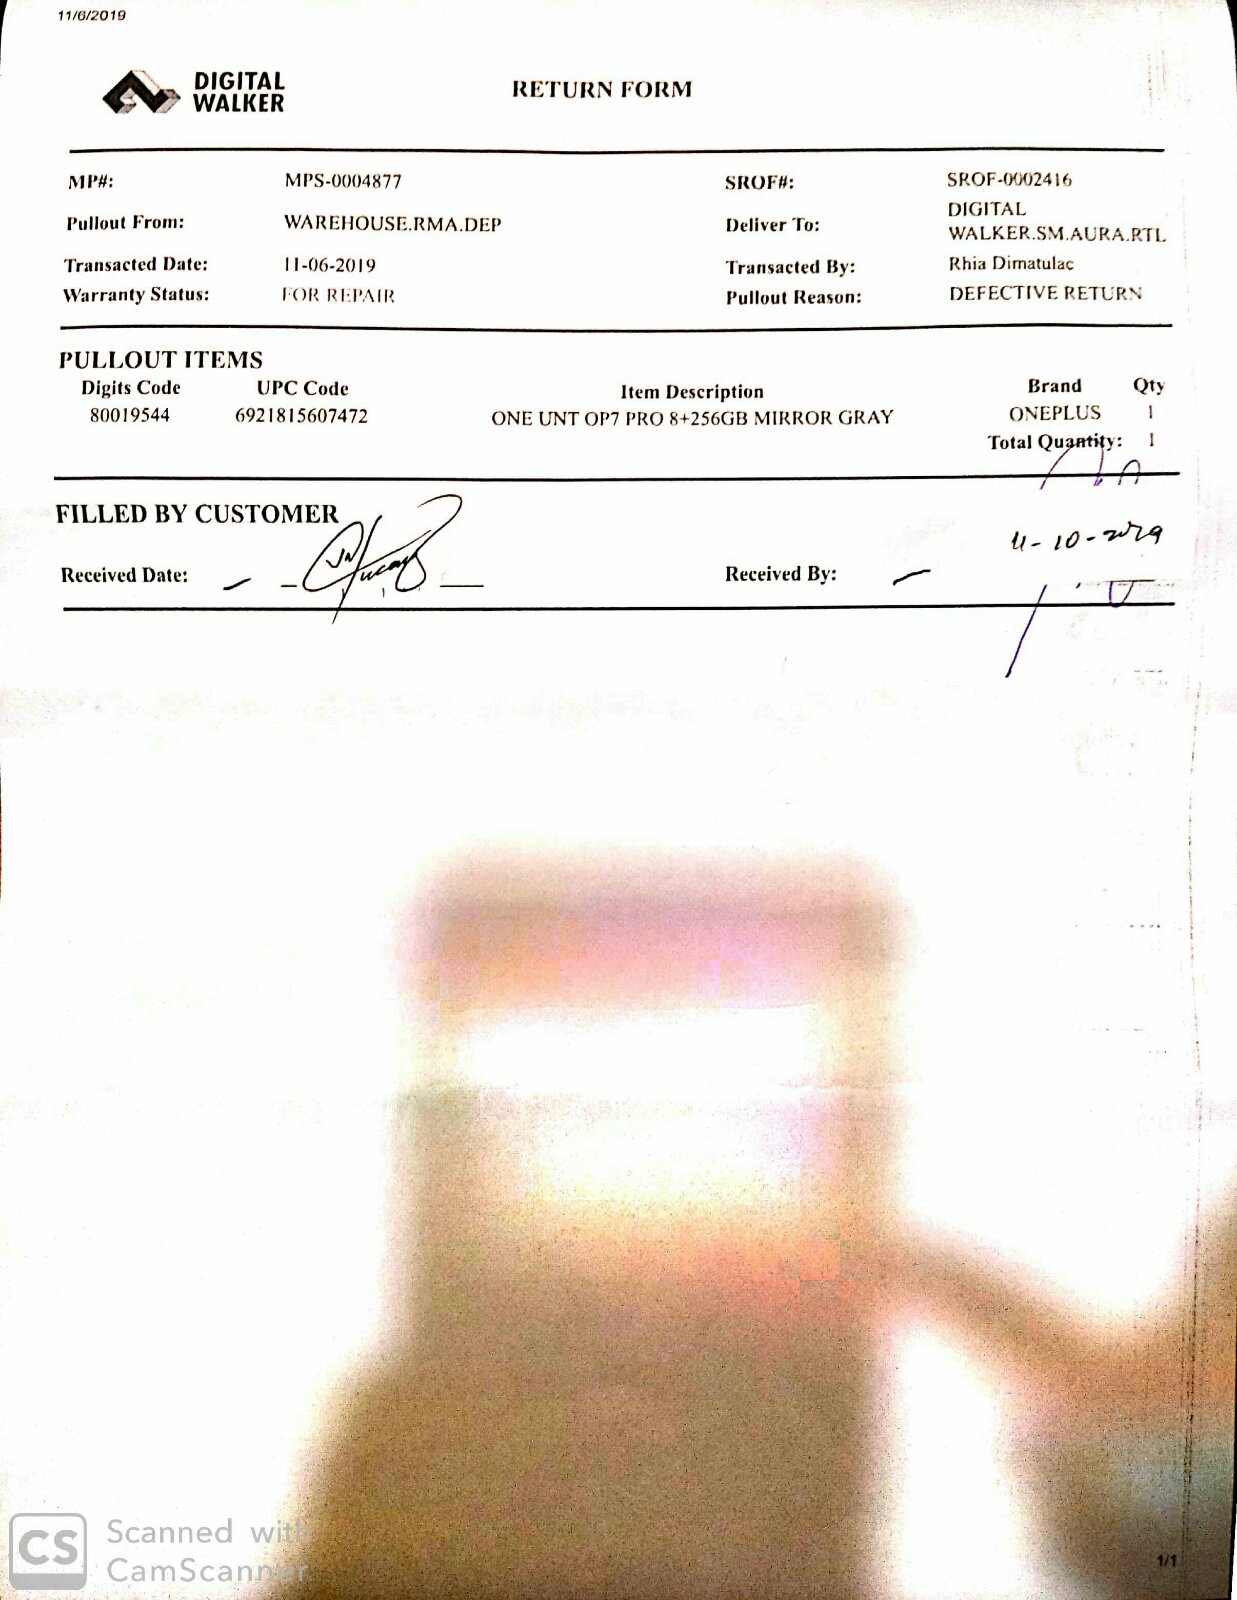 11/6/2019
DIGITAL
WALKER
RETURN FORM
MP#: MPS-0004877 SROF#: SROF-0002416
Pullout From: WAREHOUSE.RMA.DEP Deliver To: DIGITAL
WALKER.SM.AURA.RTL
Transacted Date: 11-06-2019 Transacted By: Rhia Dimatulac
Warranty Status: FOR REPAIR Pullout Reason: DEFECTIVE RETURN
PULLOUT ITEMS
Digits Code UPC Code Item Description Brand Qty
80019544 6921815607472 ONE UNT OP7 PRO 8+256GB MIRROR GRAY ONEPLUS 1
Total Quantity: 1
FILLED BY CUSTOMER
11-10-2019
Received Date: Received By:
CS Scanned with
CamScanner
1/1